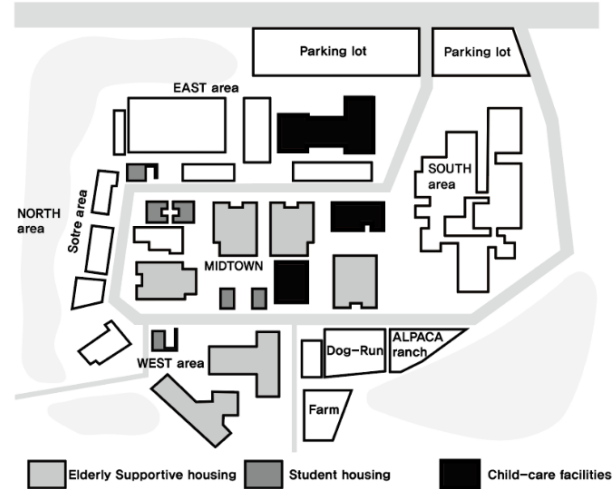 Parking lot
Parking lot
EAST area
SOUTH
area
NORTH
area
Sotre area
MIDTOWN
WEST area
Dog-Run
ALPACA
ranch
Farm
Elderly Supportive housing
Student housing
Child-care facilities